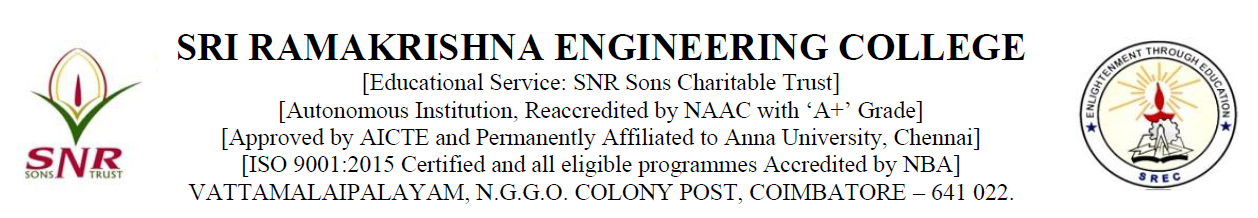 SRI RAMAKRISHNA ENGINEERING COLLEGE
[Educational Service: SNR Sons Charitable Trust]
[Autonomous Institution, Reaccredited by NAAC with ‘A+’ Grade]
[Approved by AICTE and Permanently Affiliated to Anna University, Chennai]
[ISO 9001:2015 Certified and all eligible programmes Accredited by NBA]
VATTAMALAIPALAYAM, N.G.G.O. COLONY POST, COIMBATORE – 641 022.
SNR
SONS TRUST
ENLIGHTENMENT THROUGH EDUCATION
SREC